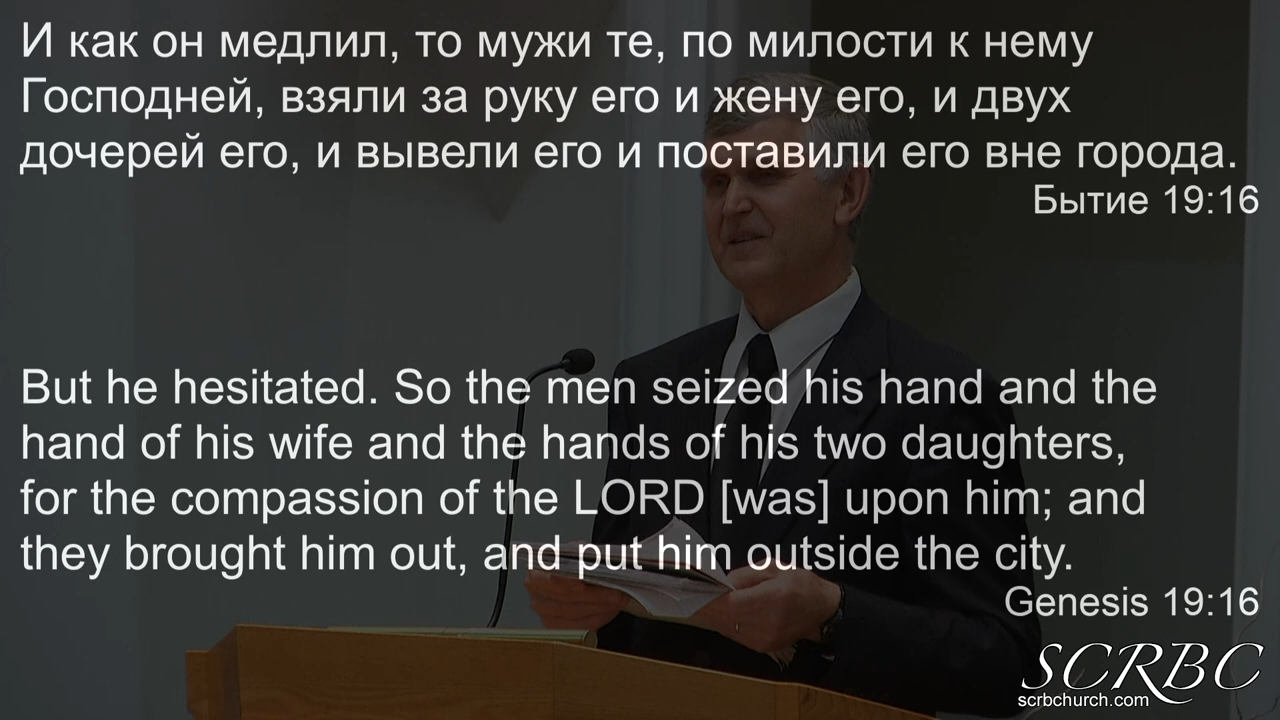 И как он медлил, то мужи те, по милости к нему
Господней, взяли за руку его и жену его, и двух
дочерей его, и вывели его и поставили его вне города.
Бытие 19:16
But he hesitated. So the men seized his hand and the
hand of his wife and the hands of his two daughters,
for the compassion of the LORD [was] upon him; and
they brought him out, and put him outside the city.
Genesis 19:16
SCRBC
scrbchurch.com